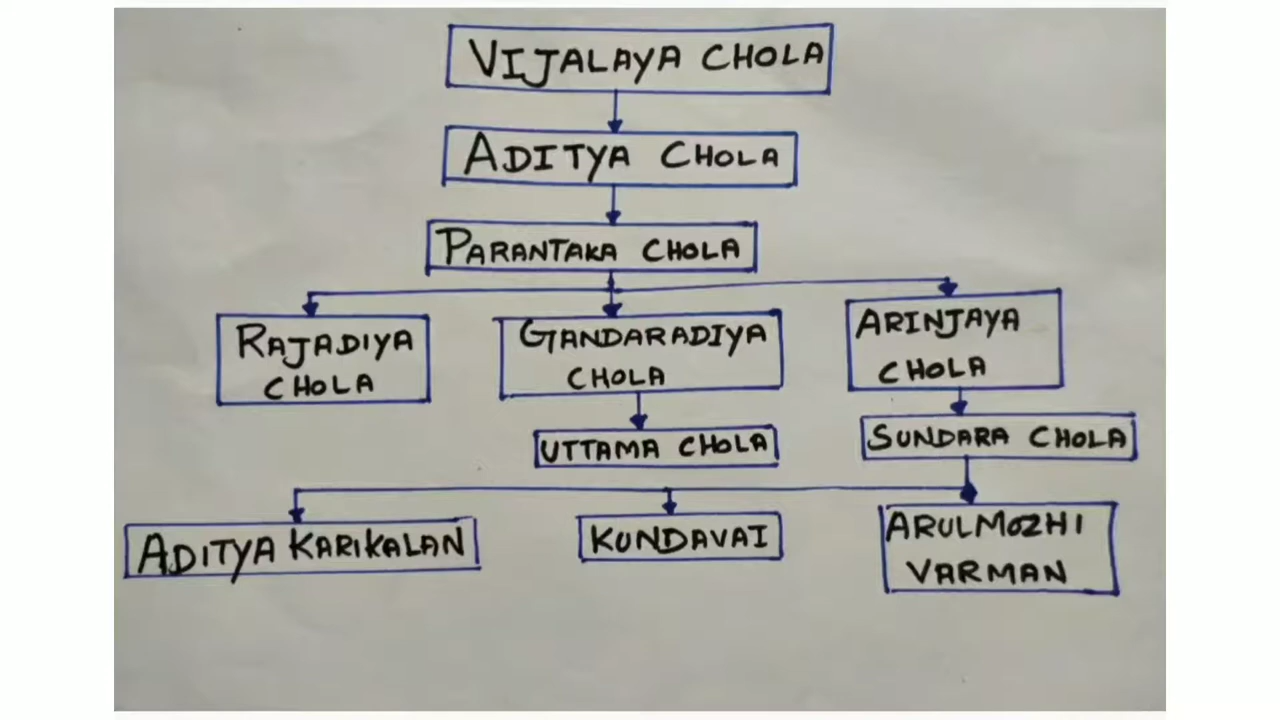 VIJALAYA CHOLA
ADITYA CHOLA
PARANTAKA CHOLA
RAJADIYA
CHOLA
GANDARADIYA
CHOLA
ARINJAYA
CHOLA
UTTAMA CHOLA
SUNDARA CHOLA
ADITYA KARIKALAN
KUNDAVAI
ARULMOZHI
VARMAN